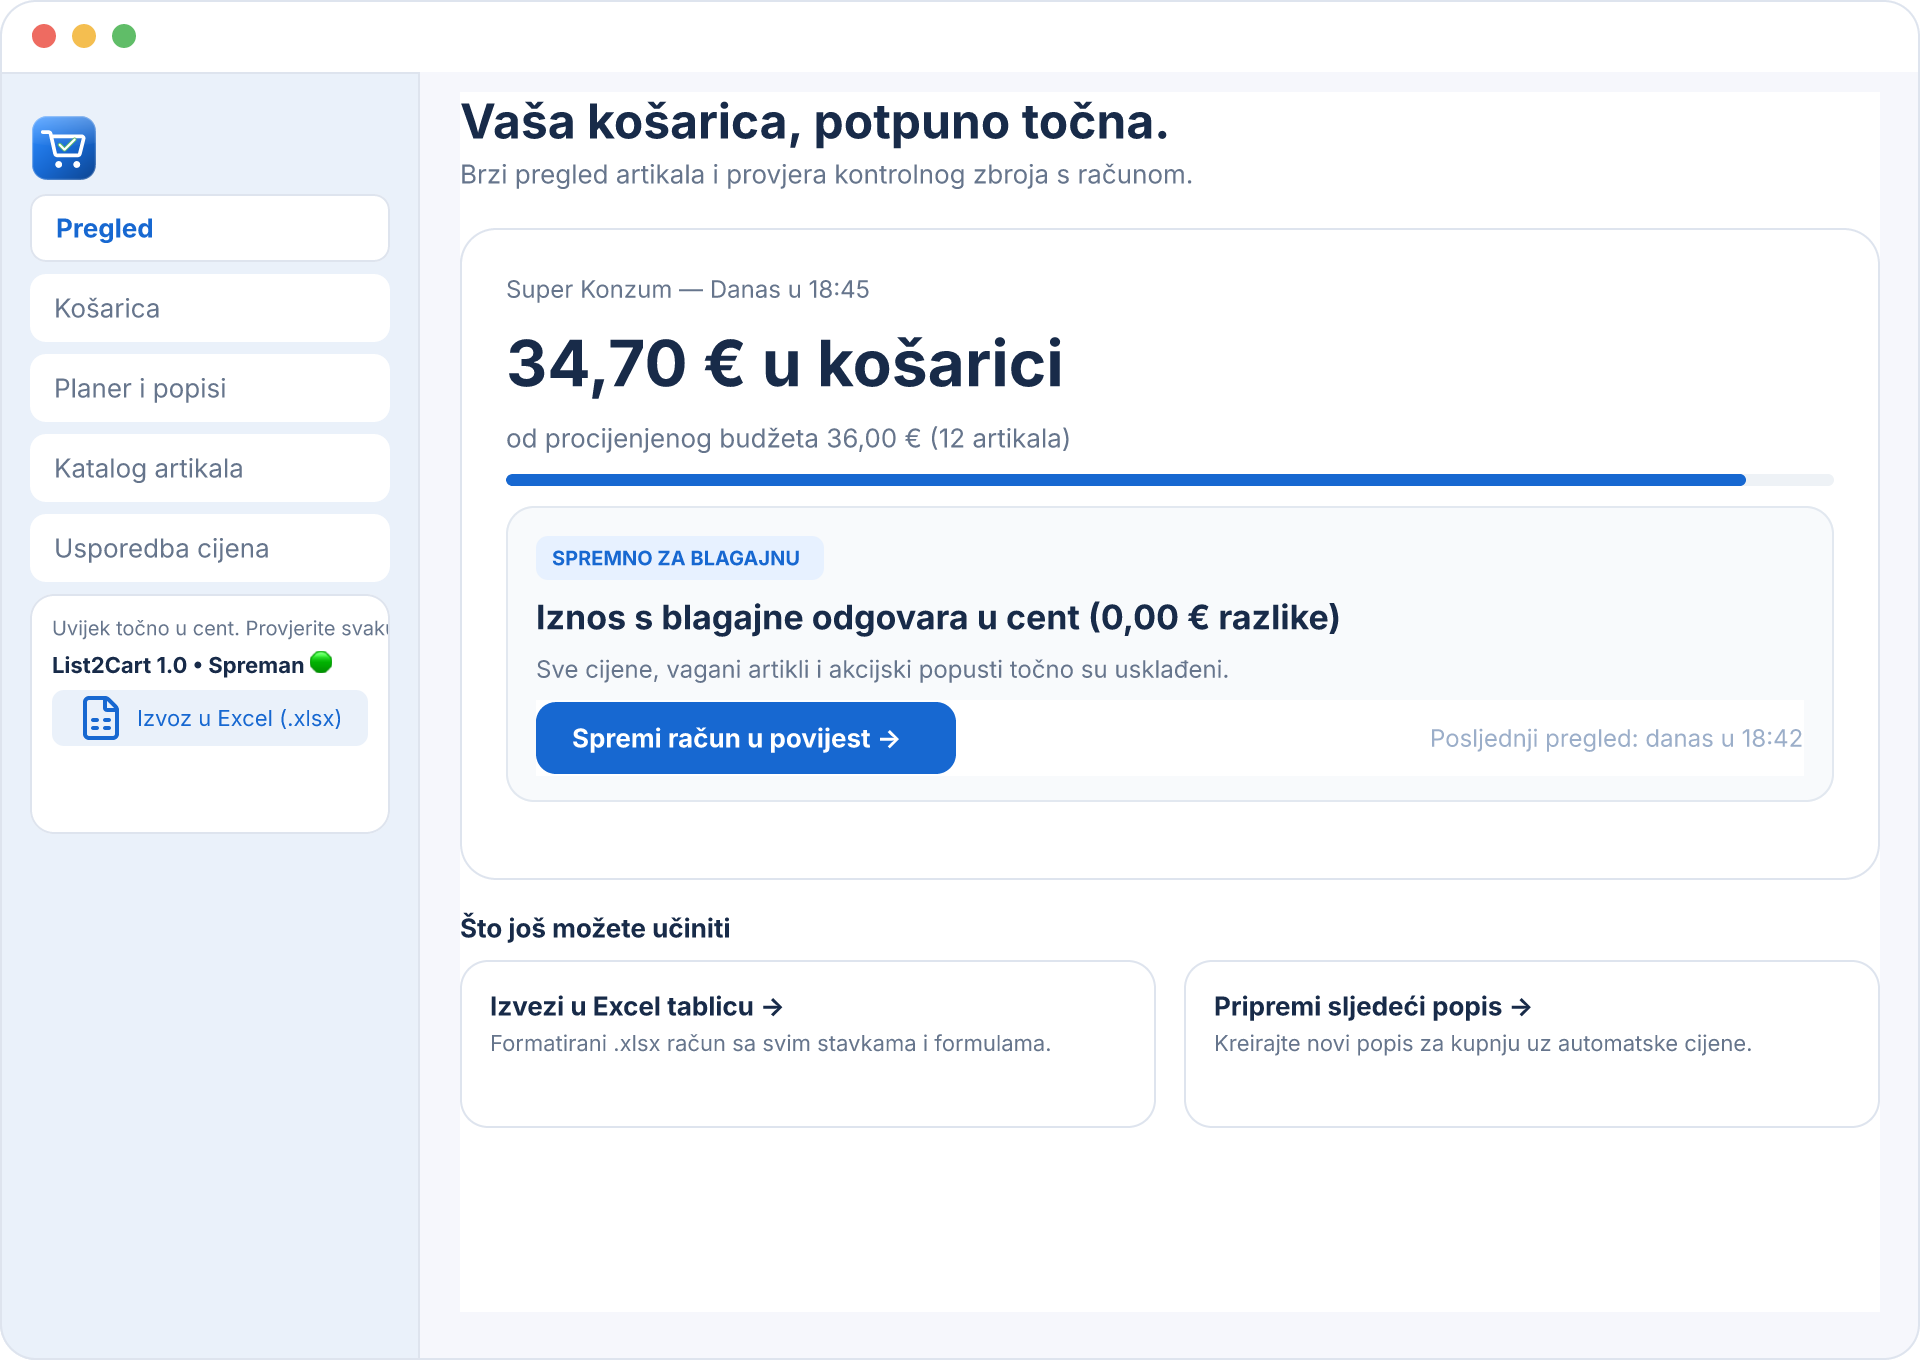 Pregled
Košarica
Planer i popisi
Katalog artikala
Usporedba cijena
Uvijek točno u cent. Provjerite
List2Cart 1.0 • Spreman
Izvoz u Excel (.xlsx)
Vaša košarica, potpuno točna.
Brzi pregled artikala i provjera kontrolnog zbroja s računom.
Super Konzum — Danas u 18:45
34,70 € u košarici
od procijenjenog budžeta 36,00 € (12 artikala)
SPREMNO ZA BLAGAJNU
Iznos s blagajne odgovara u cent (0,00 € razlike)
Sve cijene, vagani artikli i akcijski popusti točno su usklađeni.
Spremi račun u povijest →
Posljednji pregled: danas u 18:42
Što još možete učiniti
Izvezi u Excel tablicu →
Formatirani .xlsx račun sa svim stavkama i formulama.
Pripremi sljedeći popis →
Kreirajte novi popis za kupnju uz automatske cijene.